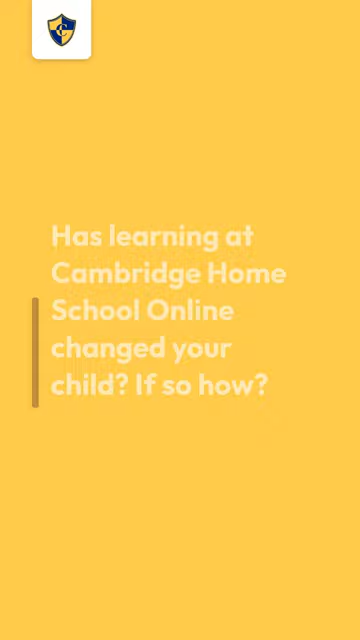 Has learning at
Cambridge Home
School Online
changed your
child? If so how?